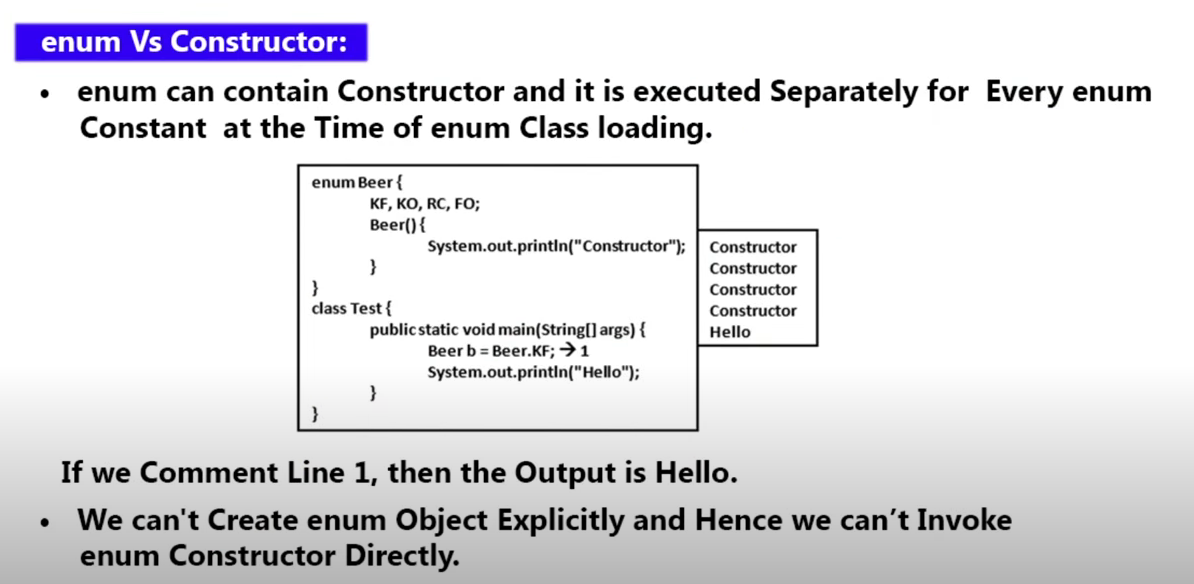 enum Vs Constructor:
• enum can contain Constructor and it is executed Separately for Every enum
Constant at the Time of enum Class loading.
enum Beer {
KF, KO, RC, FO;
Beer() {
System.out.println("Constructor");
}
}
class Test {
public static void main(String[] args) {
Beer b = Beer.KF; → 1
System.out.println("Hello");
}
}
Constructor
Constructor
Constructor
Constructor
Hello
If we Comment Line 1, then the Output is Hello.
• We can't Create enum Object Explicitly and Hence we can’t Invoke
enum Constructor Directly.